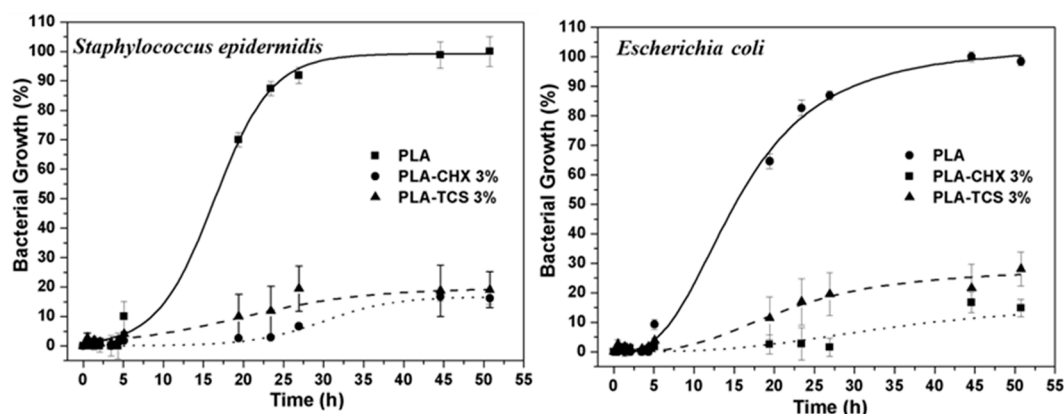 Staphylococcus epidermidis
Bacterial Growth (%)
110
100
90
80
70
60
50
40
30
20
10
0
PLA
PLA-CHX 3%
PLA-TCS 3%
0 5 10 15 20 25 30 35 40 45 50 55
Time (h)
Escherichia coli
Bacterial Growth (%)
110
100
90
80
70
60
50
40
30
20
10
0
PLA
PLA-CHX 3%
PLA-TCS 3%
0 5 10 15 20 25 30 35 40 45 50 55
Time (h)